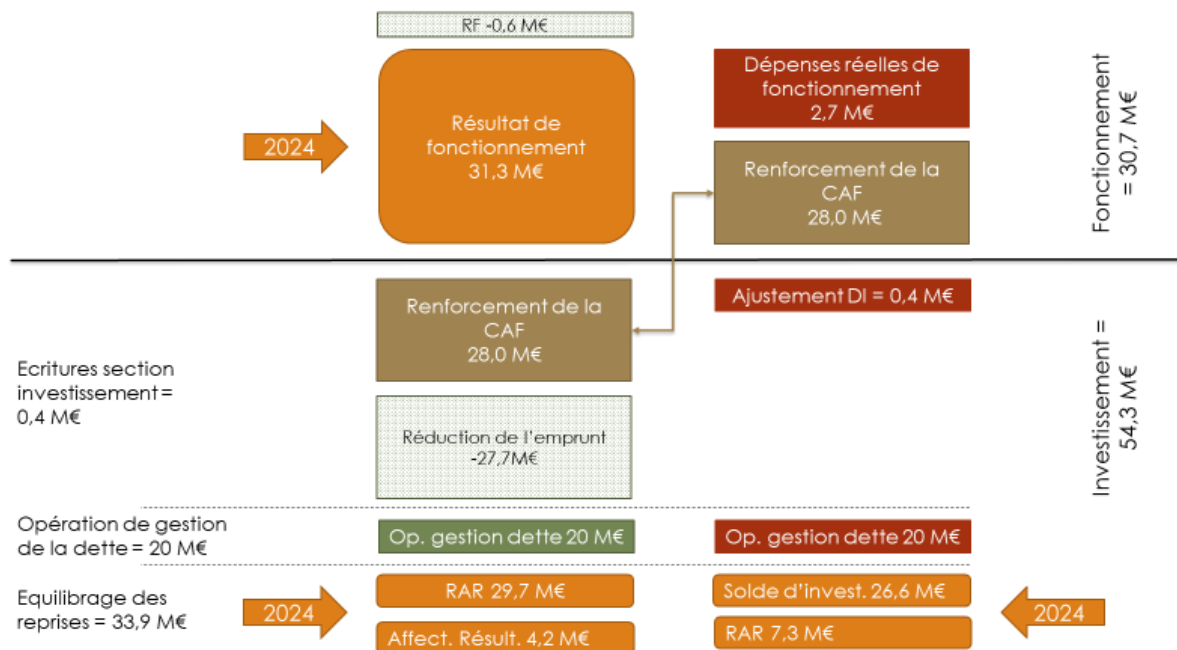 RF -0,6 M€
2024
Résultat de
fonctionnement
31,3 M€
Dépenses réelles de
fonctionnement
2,7 M€
Renforcement de la
CAF
28,0 M€
Fonctionnement
= 30,7 M€
Ecritures section
investissement =
0,4 M€
Renforcement de la
CAF
28,0 M€
Ajustement DI = 0,4 M€
Réduction de l'emprunt
-27,7M€
Investissement =
54,3 M€
Opération de gestion
de la dette = 20 M€
Op. gestion dette 20 M€
Op. gestion dette 20 M€
Equilibrage des
reprises = 33,9 M€
2024
RAR 29,7 M€
Affect. Résult. 4,2 M€
Solde d'invest. 26,6 M€
RAR 7,3 M€
2024